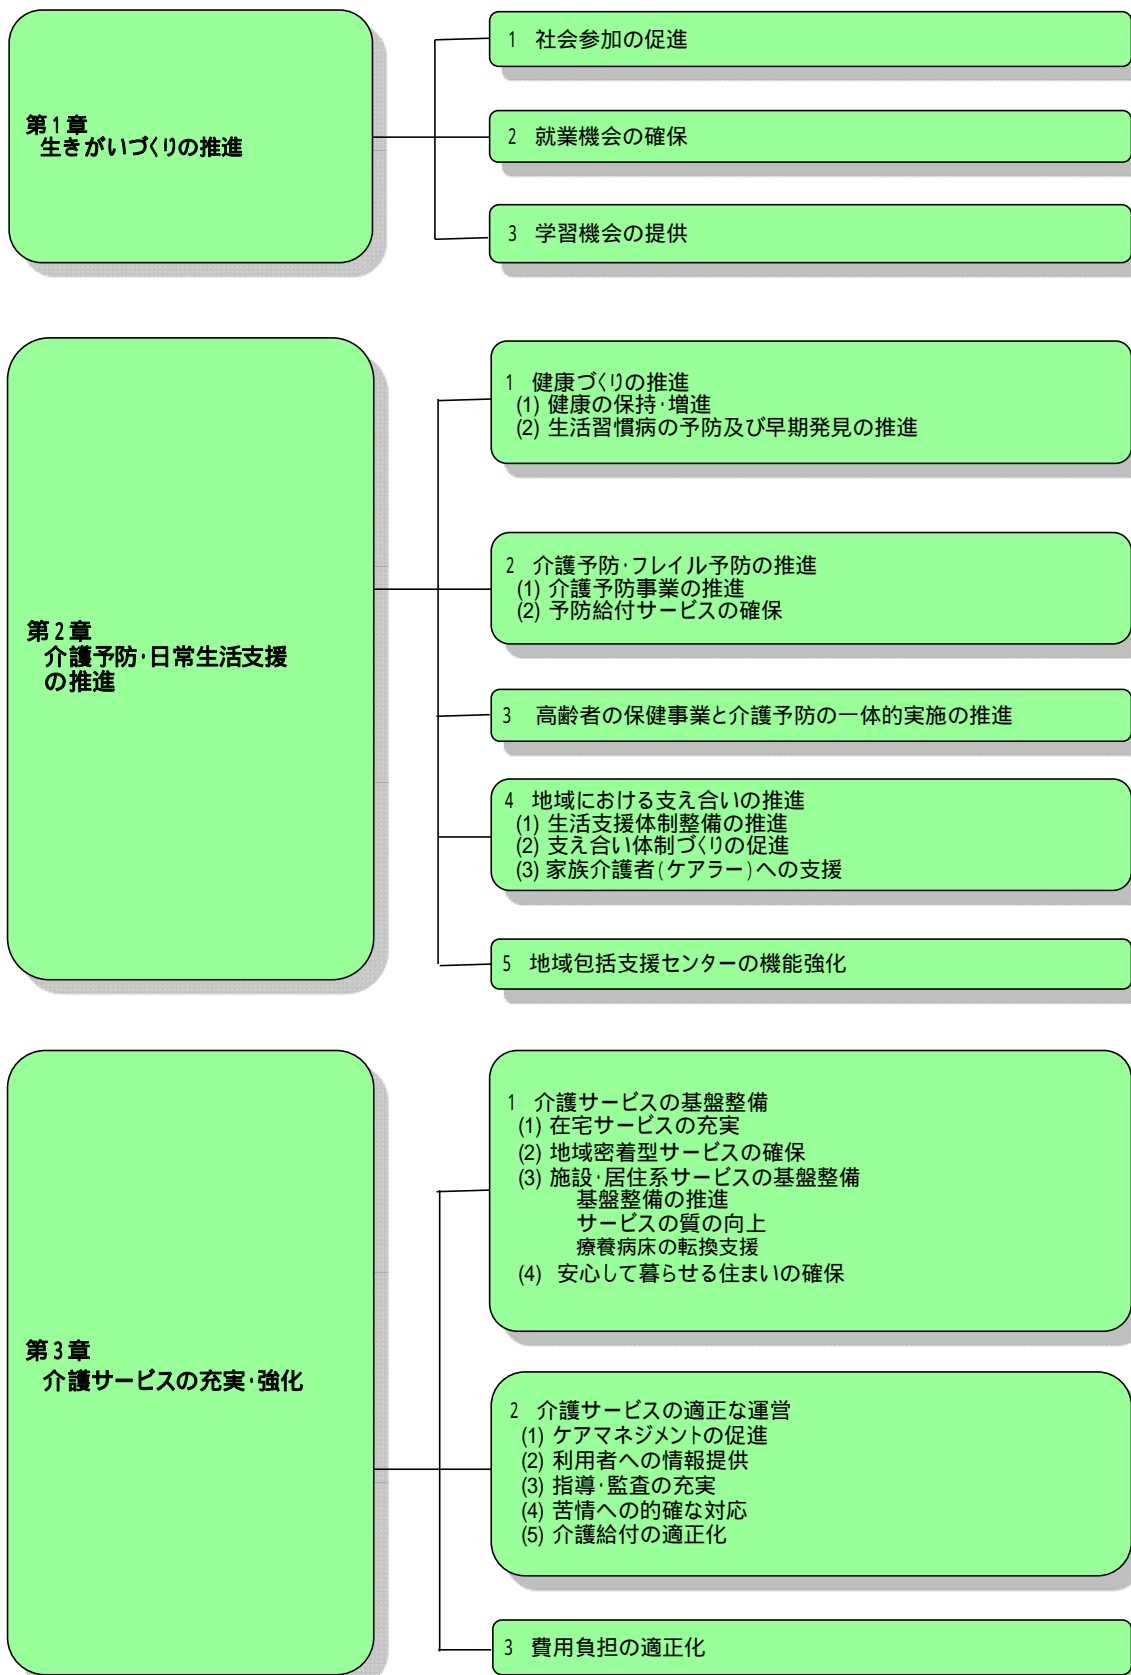 第1章
生きがいづくりの推進
1 社会参加の促進
2 就業機会の確保
3 学習機会の提供
第2章
介護予防・日常生活支援
の推進
1 健康づくりの推進
(1) 健康の保持・増進
(2) 生活習慣病の予防及び早期発見の推進
2 介護予防・フレイル予防の推進
(1) 介護予防事業の推進
(2) 予防給付サービスの確保
3 高齢者の保健事業と介護予防の一体的実施の推進
4 地域における支え合いの推進
(1) 生活支援体制整備の推進
(2) 支え合い体制づくりの促進
(3) 家族介護者(ケアラー)への支援
5 地域包括支援センターの機能強化
第3章
介護サービスの充実・強化
1 介護サービスの基盤整備
(1) 在宅サービスの充実
(2) 地域密着型サービスの確保
(3) 施設・居住系サービスの基盤整備
基盤整備の推進
サービスの質の向上
療養病床の転換支援
(4) 安心して暮らせる住まいの確保
2 介護サービスの適正な運営
(1) ケアマネジメントの促進
(2) 利用者への情報提供
(3) 指導・監査の充実
(4) 苦情への的確な対応
(5) 介護給付の適正化
3 費用負担の適正化